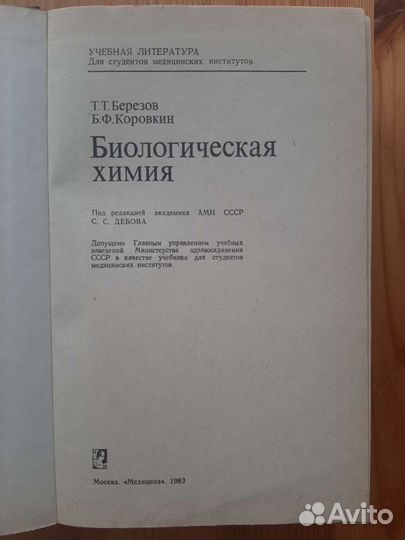 УЧЕБНАЯ ЛИТЕРАТУРА
Для студентов медицинских институтов
Т.Т.Березов
Б.Ф.Коровкин
Биологическая
химия
Под редакцией академика АМН СССР
С. С. ДЕБОВА
Допущено Главным управлением учебных
заведений Министерства здравоохранения
СССР в качестве учебника для студентов
медицинских институтов
Москва. «Медицина». 1983
Avito